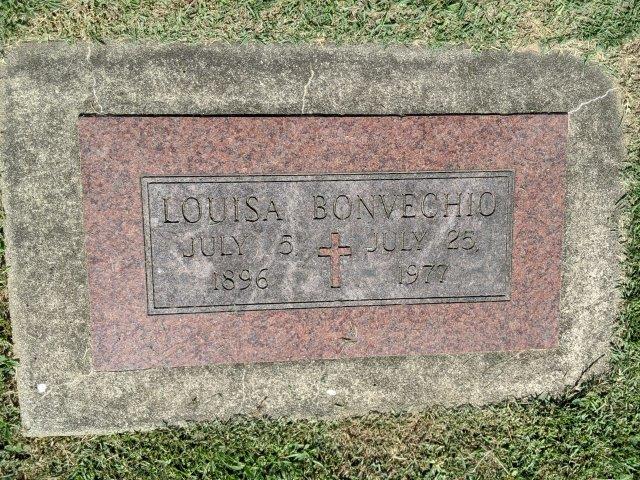 LOUISA BONVECHIO
JULY 5, JULY 25,
1896 1977